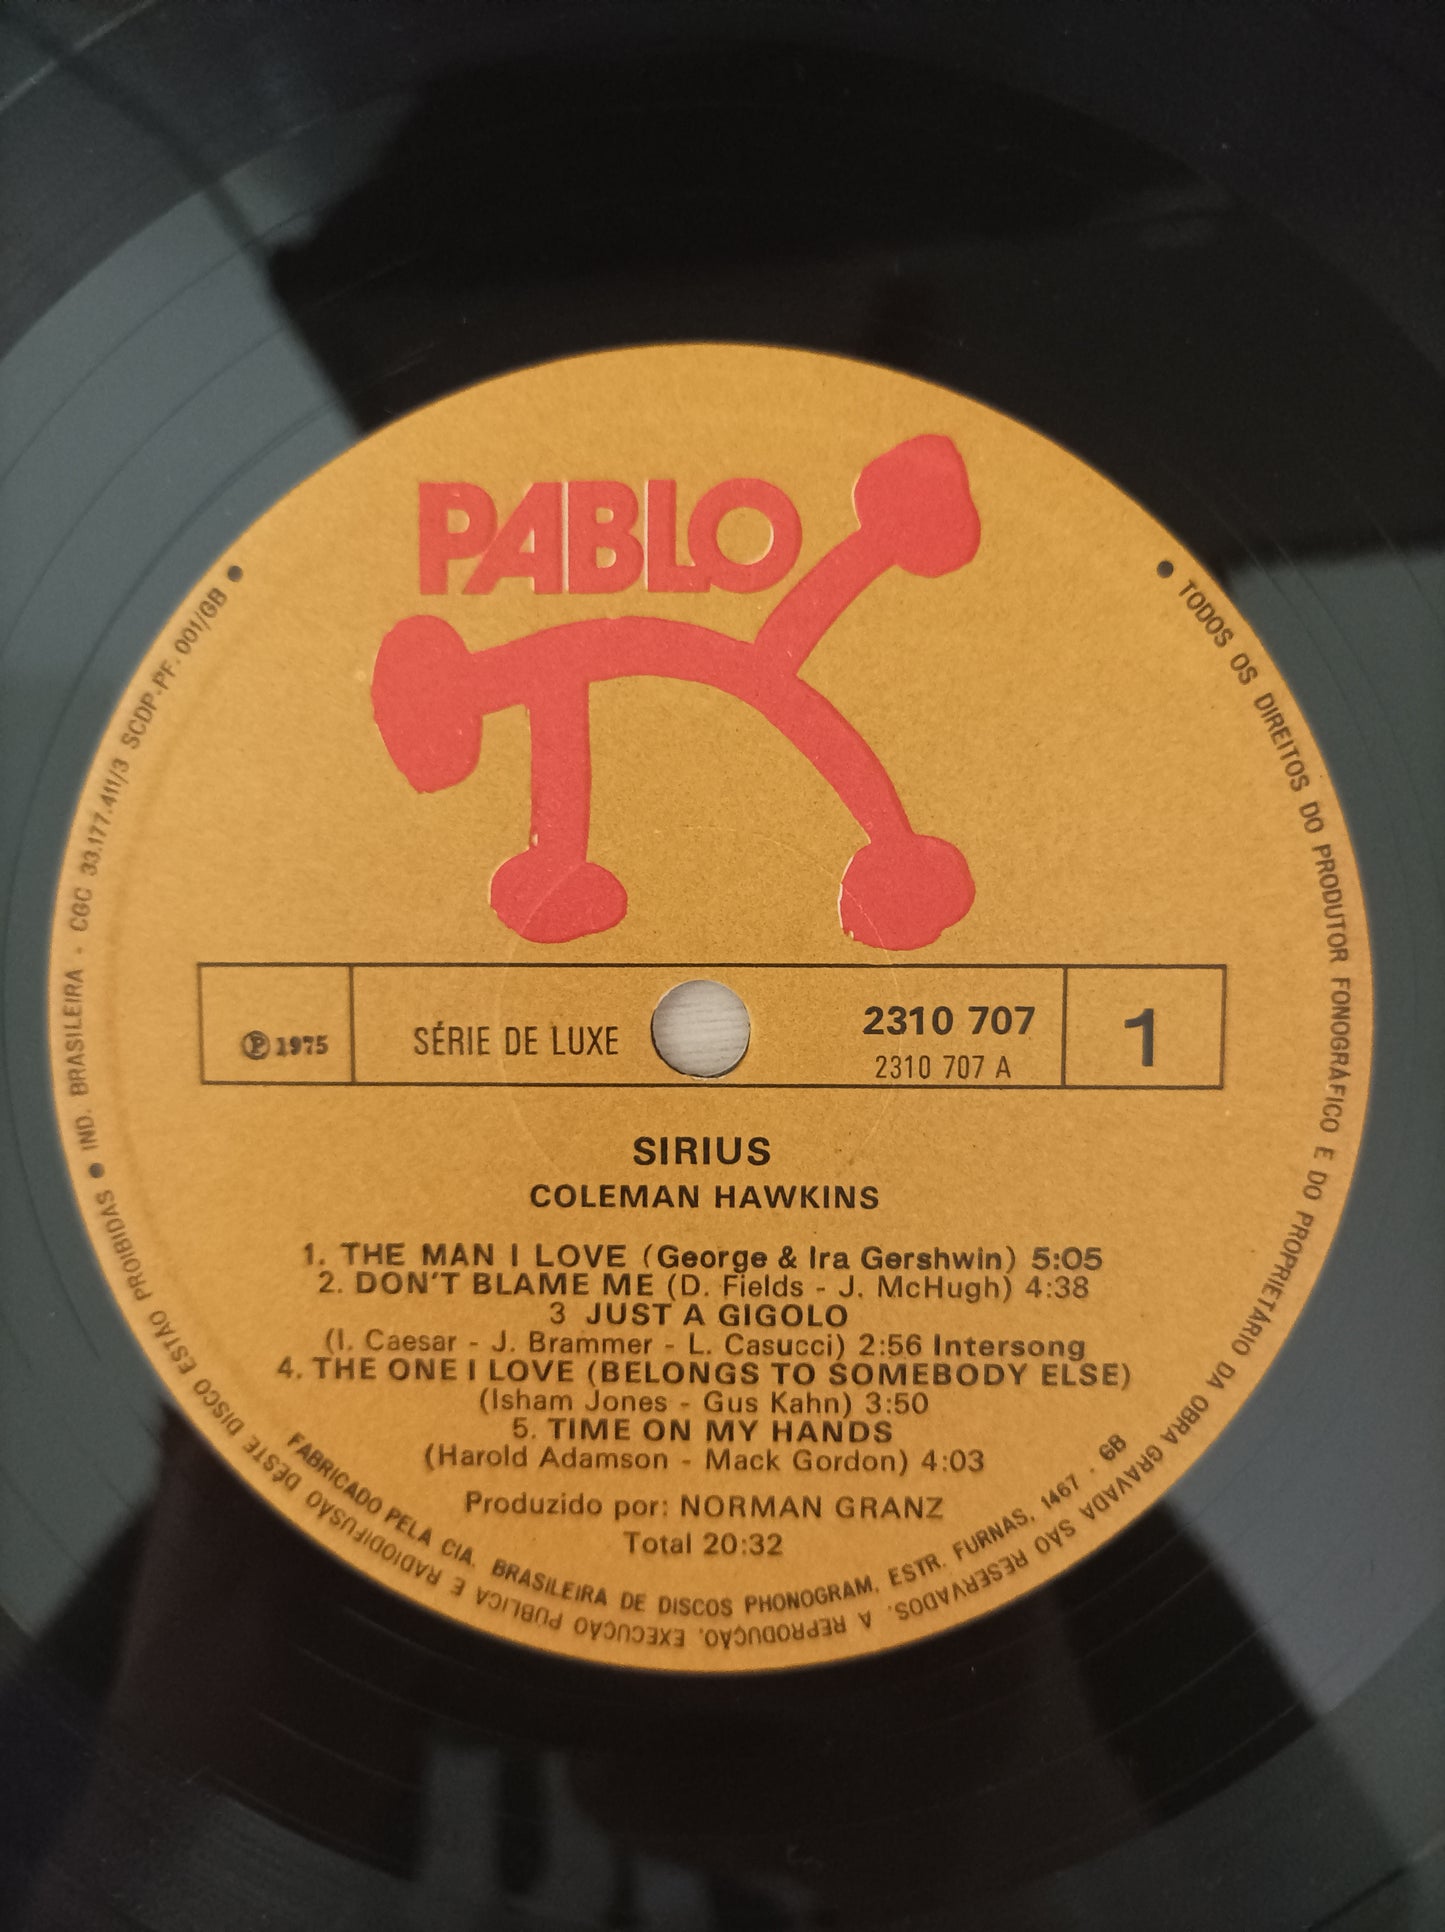 PABLO
℗ 1975
SÉRIE DE LUXE
2310 707
2310 707 A
1
SIRIUS
COLEMAN HAWKINS
1. THE MAN I LOVE (George & Ira Gershwin) 5:05
2. DON'T BLAME ME (D. Fields - J. McHugh) 4:38
3 JUST A GIGOLO
(I. Caesar - J. Brammer - L. Casucci) 2:56 Intersong
4. THE ONE I LOVE (BELONGS TO SOMEBODY ELSE)
(Isham Jones - Gus Kahn) 3:50
5. TIME ON MY HANDS
(Harold Adamson - Mack Gordon) 4:03
Produzido por: NORMAN GRANZ
Total 20:32
FABRICADO PELA CIA. BRASILEIRA DE DISCOS PHONOGRAM, ESTR. FURNAS, 1467 - GB
● TODOS OS DIREITOS DO PRODUTOR FONOGRÁFICO E DO PROPRIETÁRIO DA OBRA GRAVADA SÃO RESERVADOS. A REPRODUÇÃO, EXECUÇÃO PÚBLICA E RADIODIFUSÃO DESTE DISCO ESTÃO PROIBIDAS ● IND. BRASILEIRA - CGC 33.177.411/3 SCDP-PF. 001/GB ●